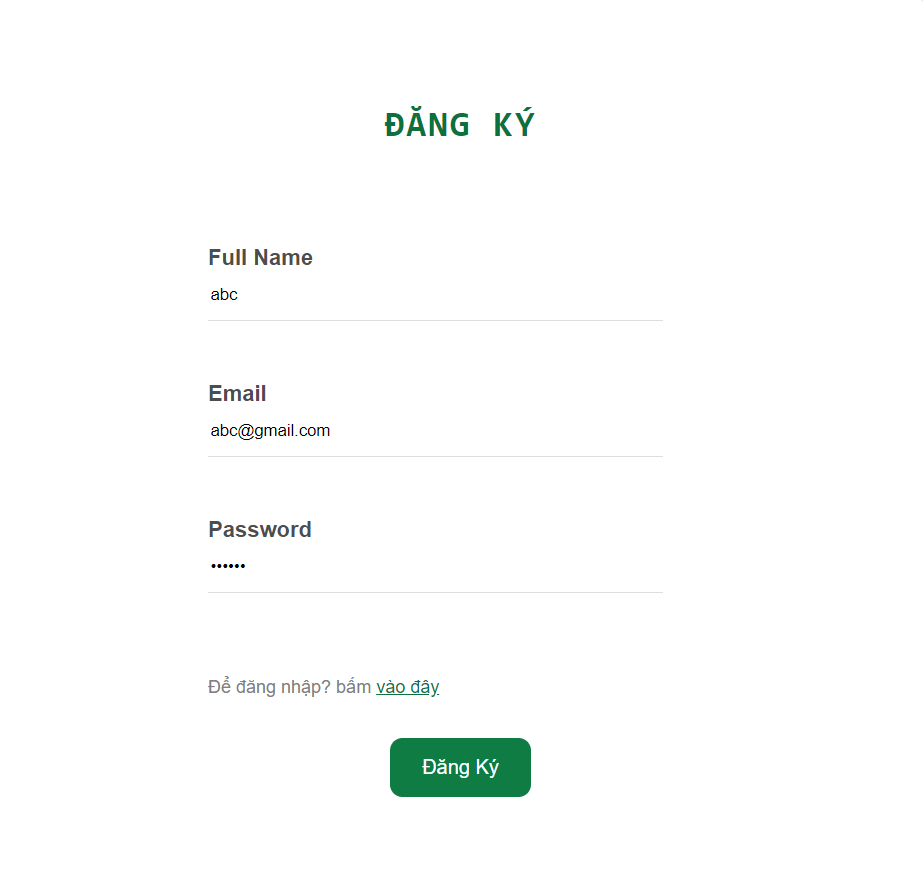 ĐĂNG KÝ
Full Name
abc
Email
abc@gmail.com
Password
••••••
Để đăng nhập? bấm vào đây
Đăng Ký